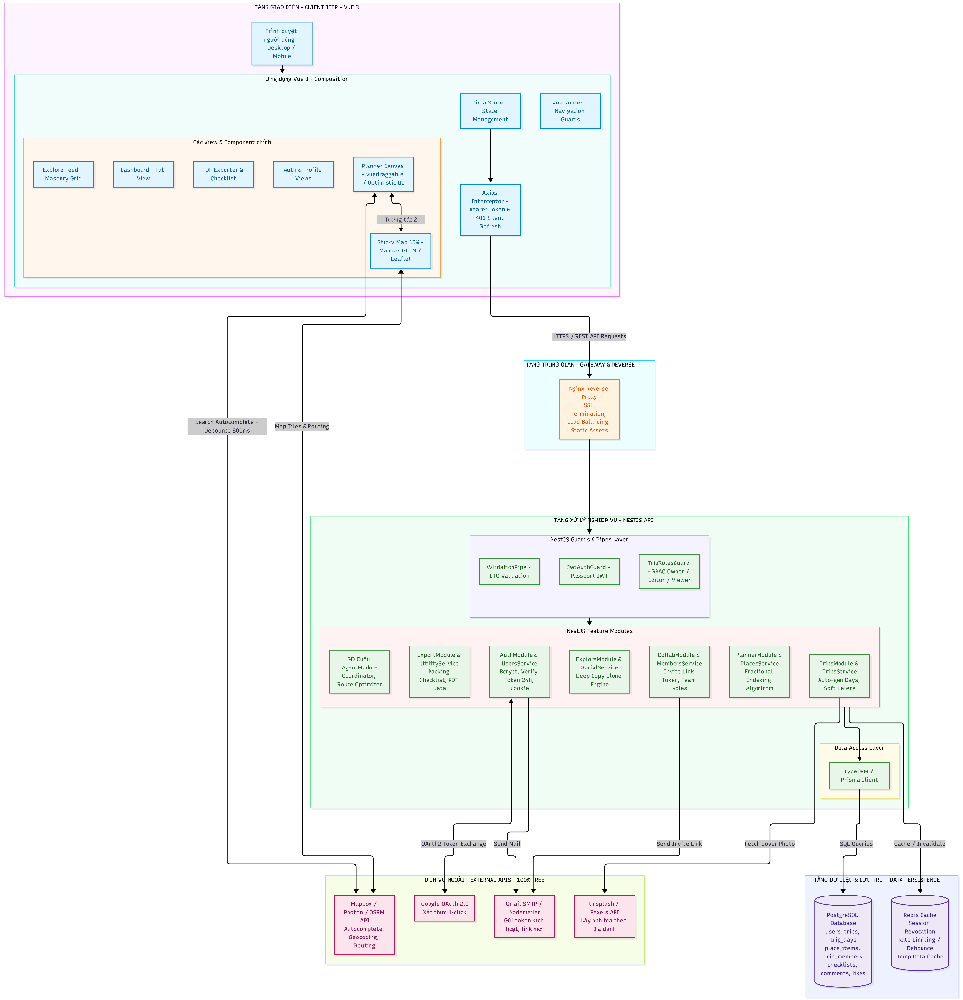 TẦNG GIAO DIỆN - CLIENT TIER - VUE 3
Trình duyệt
người dùng -
Desktop /
Mobile
Ứng dụng Vue 3 - Composition
Pinia Store -
State
Management
Vue Router -
Navigation
Guards
Các View & Component chính
Explore Feed -
Masonry Grid
Dashboard - Tab
View
PDF Exporter &
Checklist
Auth & Profile
Views
Planner Canvas
- vuedraggable
/ Optimistic UI
Axios
Interceptor -
Bearer Token &
401 Silent
Refresh
Tương tác 2
Sticky Map 45% -
Mapbox GL JS /
Leaflet
HTTPS / REST API Requests
TẦNG TRUNG GIAN - GATEWAY & REVERSE
Nginx Reverse
Proxy
SSL
Termination,
Load Balancing,
Static Assets
Search Autocomplete -
Debounce 300ms
Map Tiles & Routing
TẦNG XỬ LÝ NGHIỆP VỤ - NESTJS API
NestJS Guards & Pipes Layer
ValidationPipe -
DTO Validation
JwtAuthGuard -
Passport JWT
TripRolesGuard
- RBAC Owner /
Editor / Viewer
NestJS Feature Modules
GĐ Cuối:
AgentModule
Coordinator,
Route Optimizer
ExportModule &
UtilityService
Packing
Checklist, PDF
Data
AuthModule &
UsersService
Bcrypt, Verify
Token 24h,
Cookie
ExploreModule &
SocialService
Deep Copy Clone
Engine
CollabModule &
MembersService
Invite Link
Token, Team
Roles
PlannerModule &
PlacesService
Fractional
Indexing
Algorithm
TripsModule &
TripsService
Auto-gen Days,
Soft Delete
Data Access Layer
TypeORM /
Prisma Client
OAuth2 Token Exchange
Send Mail
Send Invite Link
Fetch Cover Photo
SQL Queries
Cache / Invalidate
DỊCH VỤ NGOÀI - EXTERNAL APIS - 100% FREE
Mapbox /
Photon / OSRM
API
Autocomplete,
Geocoding,
Routing
Google OAuth 2.0
Xác thực 1-click
Gmail SMTP /
Nodemailer
Gửi token kích
hoạt, link mời
Unsplash /
Pexels API
Lấy ảnh bìa theo
địa danh
TẦNG DỮ LIỆU & LƯU TRỮ - DATA PERSISTENCE
PostgreSQL
Database
users, trips,
trip_days
place_items,
trip_members
checklists,
comments, likes
Redis Cache
Session
Revocation
Rate Limiting /
Debounce
Temp Data Cache